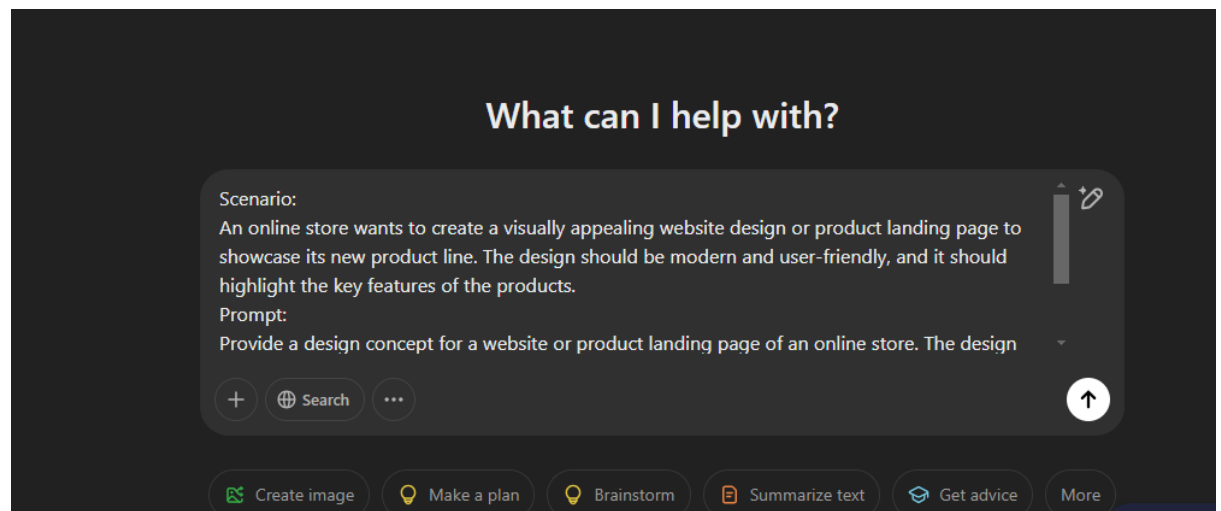 What can I help with?
Scenario:
An online store wants to create a visually appealing website design or product landing page to
showcase its new product line. The design should be modern and user-friendly, and it should
highlight the key features of the products.
Prompt:
Provide a design concept for a website or product landing page of an online store. The design
Search
Create image
Make a plan
Brainstorm
Summarize text
Get advice
More